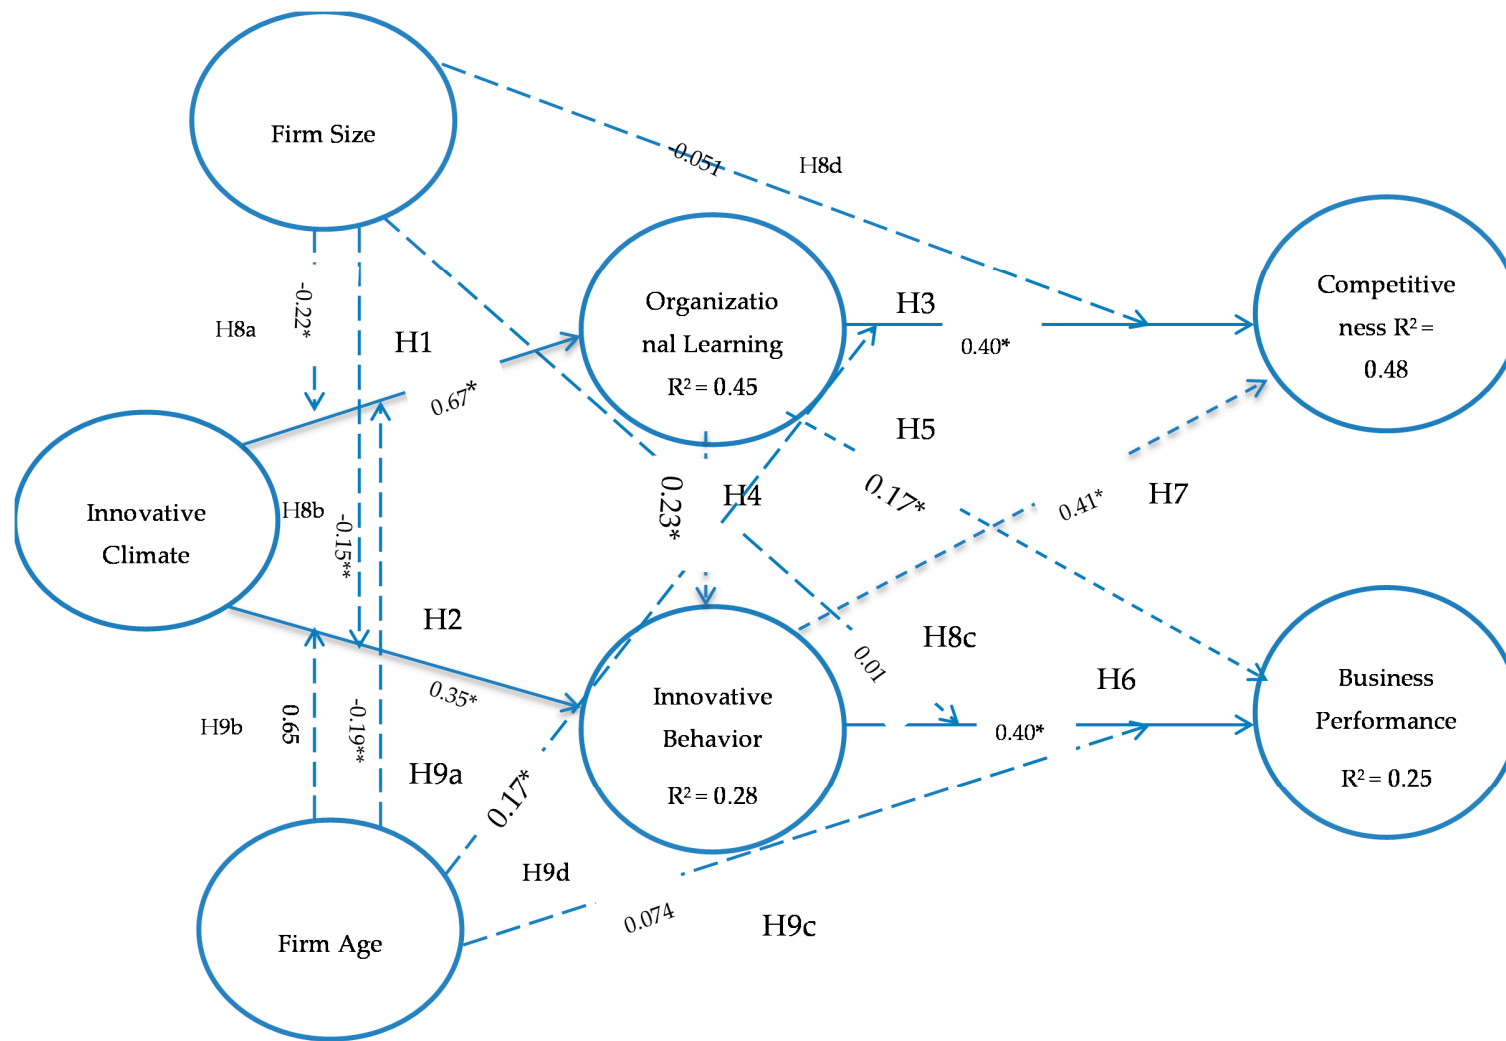 Firm Size
-0.051
H8d
Organizatio
nal Learning
R² = 0.45
Competitive
ness R² =
0.48
H3
0.40*
-0.22*
H8a
H1
0.67*
H5
H4
0.23*
0.17*
0.41*
H7
Innovative
Climate
H8b
-0.15**
H2
0.35*
H8c
0.01
H6
0.40*
Innovative
Behavior
R² = 0.28
Business
Performance
R² = 0.25
H9b
0.65
-0.19**
H9a
0.17*
H9d
0.074
H9c
Firm Age